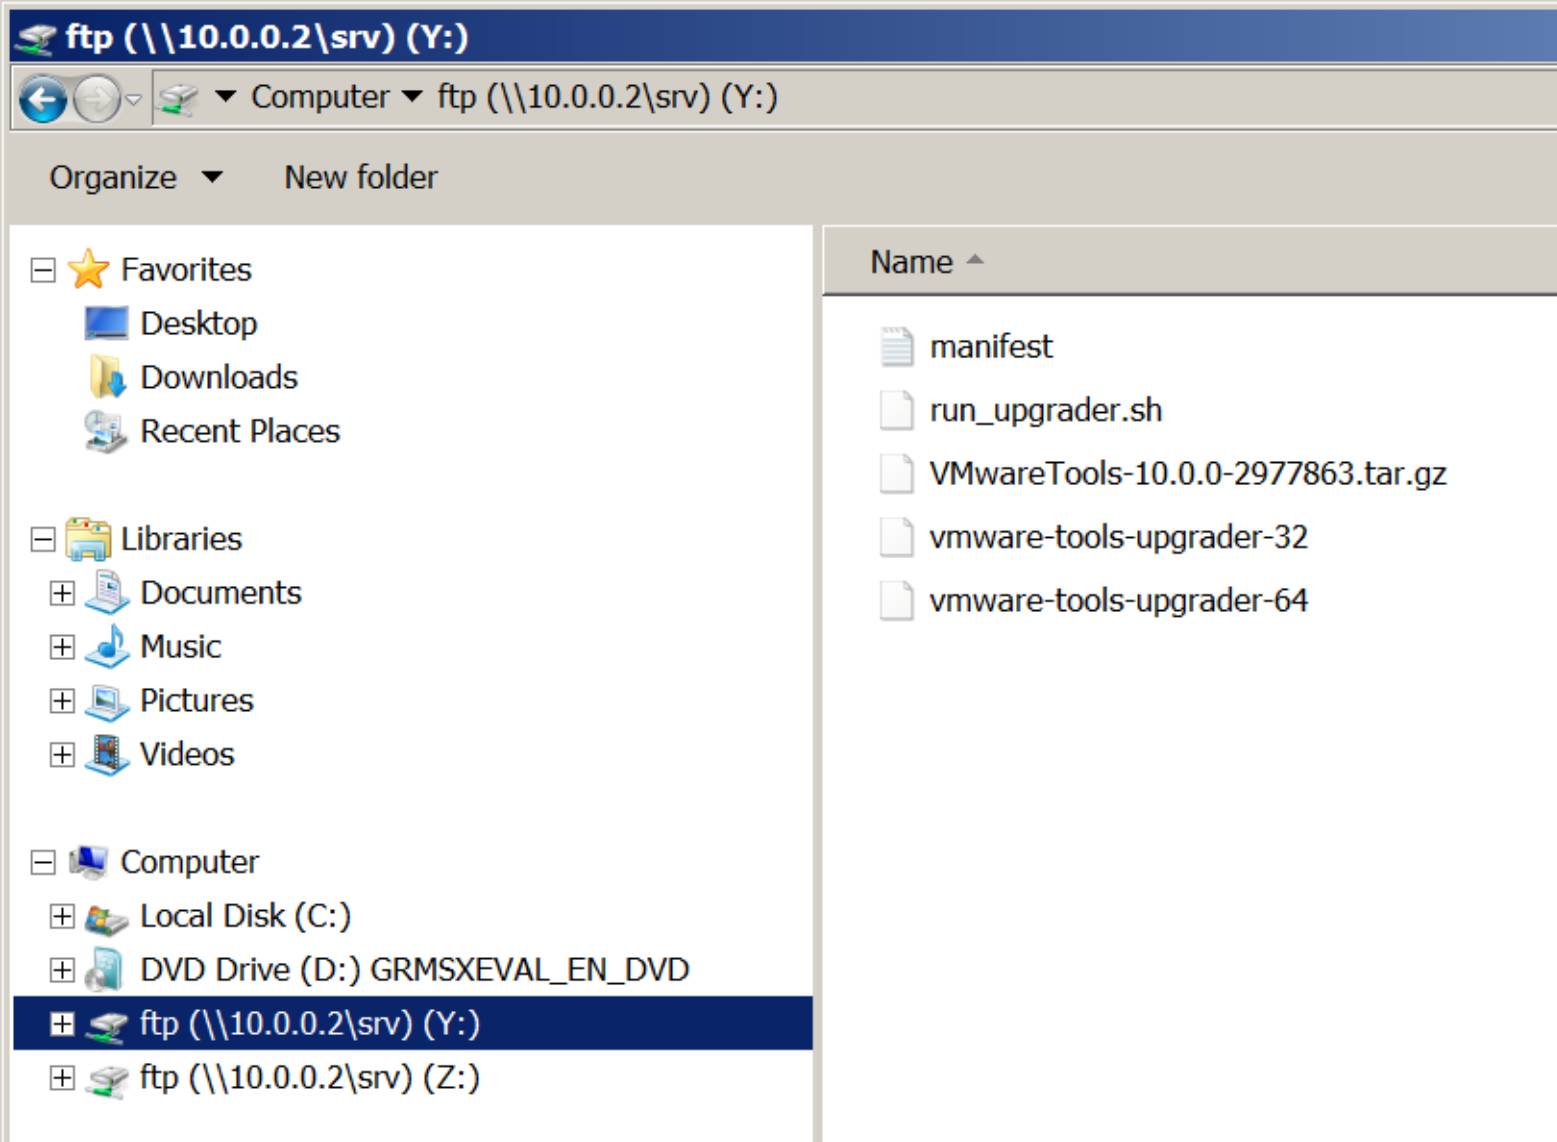 ftp (\\10.0.0.2\srv) (Y:)
Computer ftp (\\10.0.0.2\srv) (Y:)
Organize New folder
Favorites
Desktop
Downloads
Recent Places
Libraries
Documents
Music
Pictures
Videos
Computer
Local Disk (C:)
DVD Drive (D:) GRMSXEVAL_EN_DVD
ftp (\\10.0.0.2\srv) (Y:)
ftp (\\10.0.0.2\srv) (Z:)
Name
manifest
run_upgrader.sh
VMwareTools-10.0.0-2977863.tar.gz
vmware-tools-upgrader-32
vmware-tools-upgrader-64